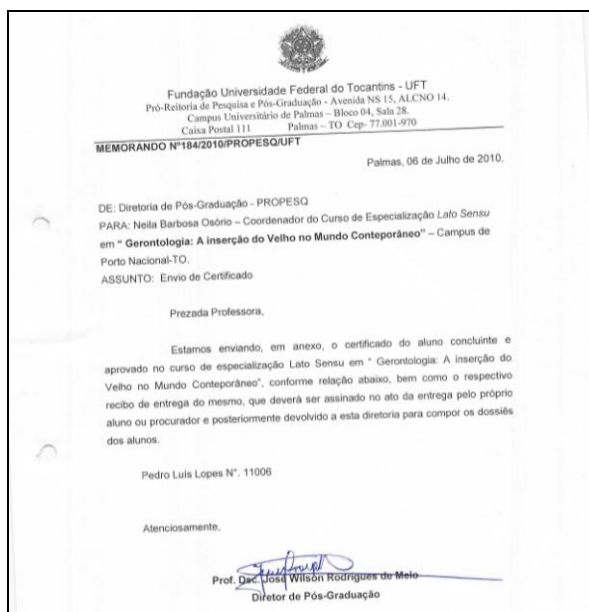 Fundação Universidade Federal do Tocantins - UFT
Pró-Reitoria de Pesquisa e Pós-Graduação - Avenida NS 15, ALCNO 14,
Campus Universitário de Palmas – Bloco 04, Sala 28.
Caixa Postal 111 Palmas – TO Cep- 77.001-970
MEMORANDO Nº184/2010/PROPESQ/UFT
Palmas, 06 de Julho de 2010.
DE: Diretoria de Pós-Graduação - PROPESQ
PARA: Neila Barbosa Osório – Coordenador do Curso de Especialização Lato Sensu
em “ Gerontologia: A inserção do Velho no Mundo Conteporâneo” – Campus de
Porto Nacional-TO.
ASSUNTO: Envio de Certificado
Prezada Professora,
Estamos enviando, em anexo, o certificado do aluno concluinte e
aprovado no curso de especialização Lato Sensu em “ Gerontologia: A inserção do
Velho no Mundo Conteporâneo”, conforme relação abaixo, bem como o respectivo
recibo de entrega do mesmo, que deverá ser assinado no ato da entrega pelo próprio
aluno ou procurador e posteriormente devolvido a esta diretoria para compor os dossiês
dos alunos.
Pedro Luis Lopes N°. 11006
Atenciosamente,
Prof. Dsc. José Wilson Rodrigues de Melo
Diretor de Pós-Graduação